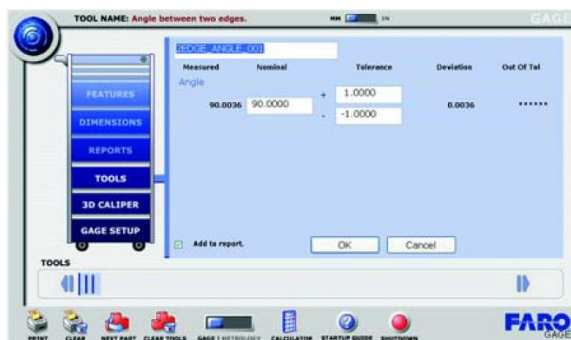 TOOL NAME: Angle between two edges.
MM IN
GAGE
2EDGE_ANGLE_001
Measured Nominal Tolerance Deviation Out Of Tol
Angle
+ 1.0000
90.0036 90.0000 0.0036 ******
- -1.0000
FEATURES
DIMENSIONS
REPORTS
TOOLS
3D CALIPER
GAGE SETUP
Add to report. OK Cancel
TOOLS
PRINT CLEAR NEXT PART CLEAR TOOLS GAGE | METROLOGY CALCULATOR STARTUP GUIDE SHUTDOWN
FARO
GAGE